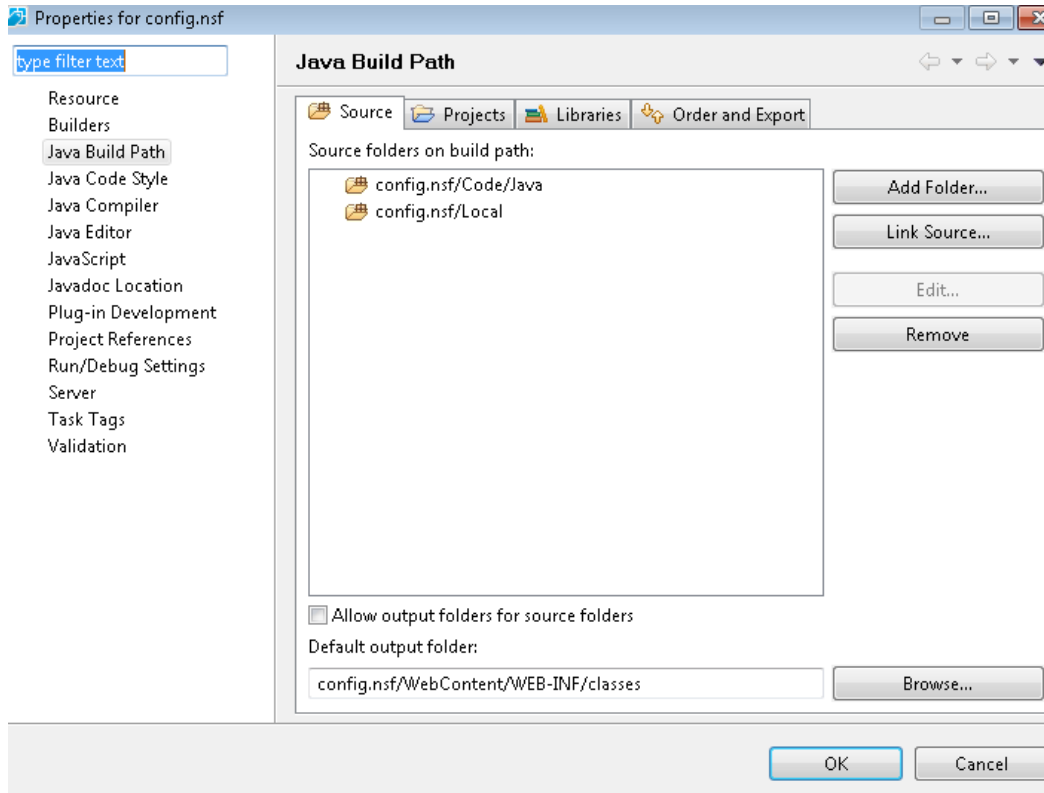 Properties for config.nsf
type filter text
Resource
Builders
Java Build Path
Java Code Style
Java Compiler
Java Editor
JavaScript
Javadoc Location
Plug-in Development
Project References
Run/Debug Settings
Server
Task Tags
Validation
Java Build Path
Source Projects Libraries Order and Export
Source folders on build path:
config.nsf/Code/Java
config.nsf/Local
Add Folder...
Link Source...
Edit...
Remove
Allow output folders for source folders
Default output folder:
config.nsf/WebContent/WEB-INF/classes
Browse...
OK
Cancel